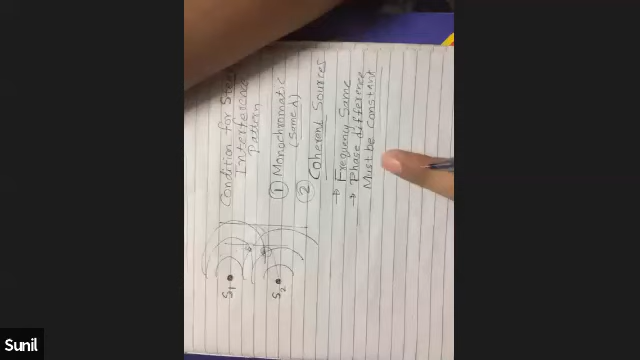 Condition for Steady
Interference
Pattern
① Monochromatic
(Same λ)
② Coherent Sources
→ Frequency Same
→ Phase difference
Must be Constant
S1
S2
Sunil